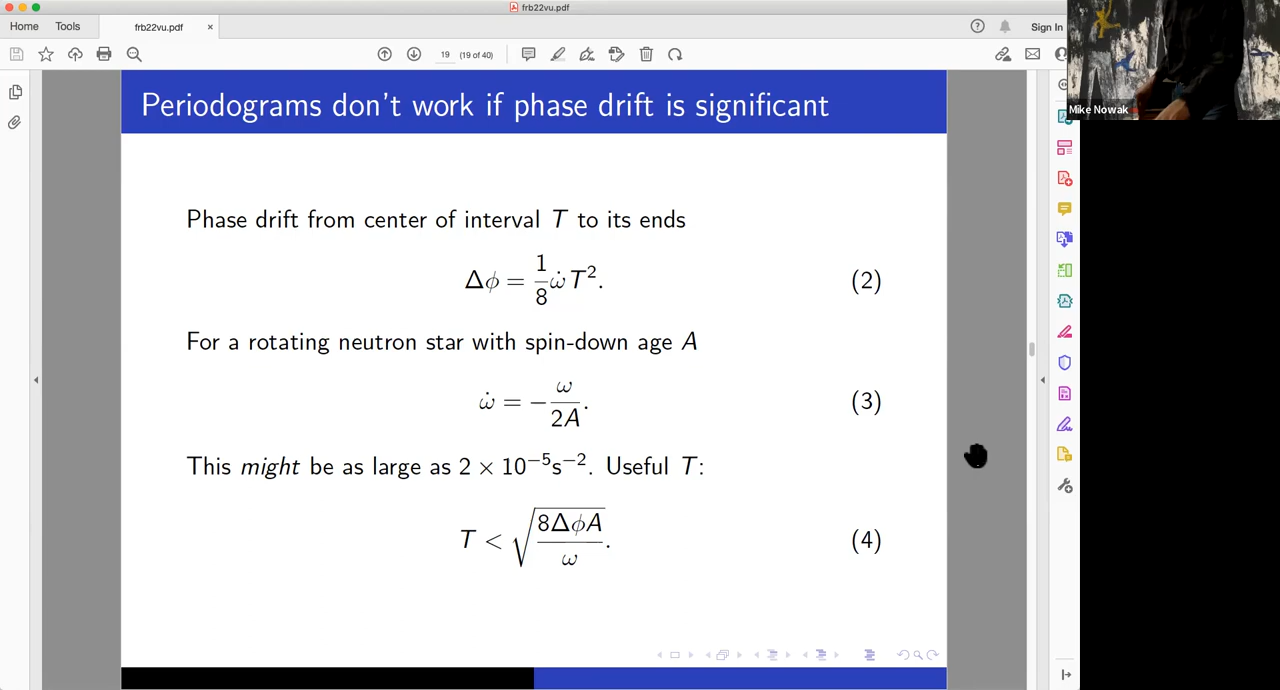 frb22vu.pdf
Home Tools frb22vu.pdf × Sign In
19 (19 of 40)
Mike Nowak
Periodograms don't work if phase drift is significant
Phase drift from center of interval T to its ends
Δϕ = 1/8 ω̇ T². (2)
For a rotating neutron star with spin-down age A
ω̇ = − ω/2A. (3)
This might be as large as 2 × 10⁻⁵s⁻². Useful T:
T < √(8ΔϕA/ω). (4)